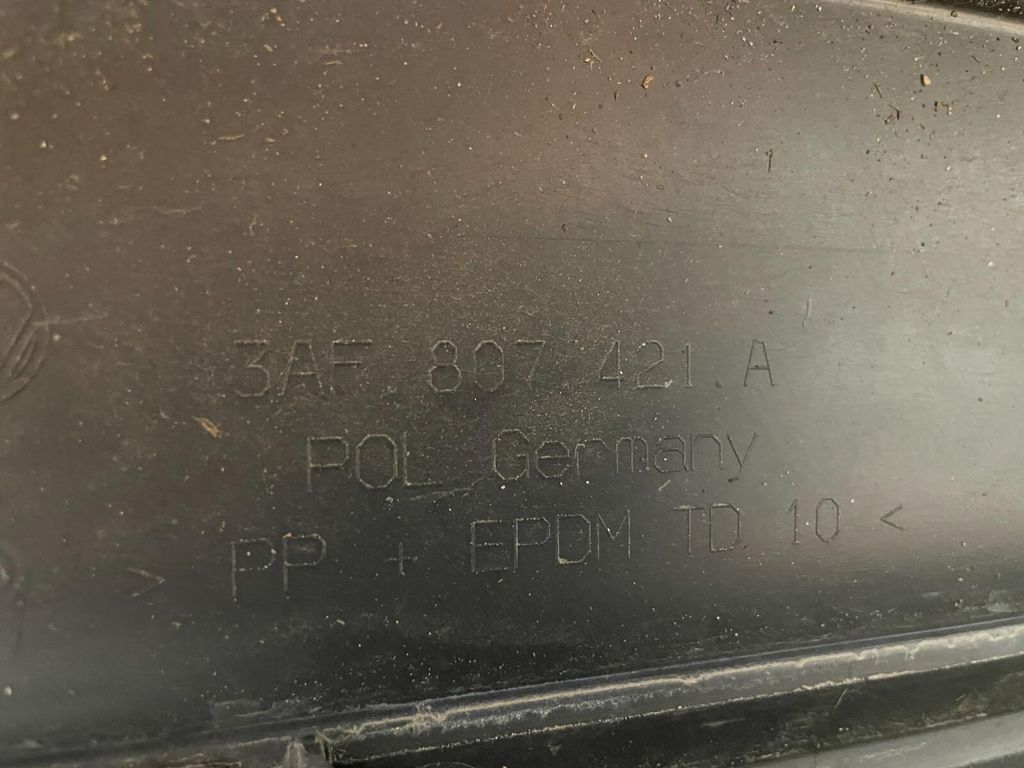 3AF.807.421.A
POL Germany
> PP + EPDM TD 10 <